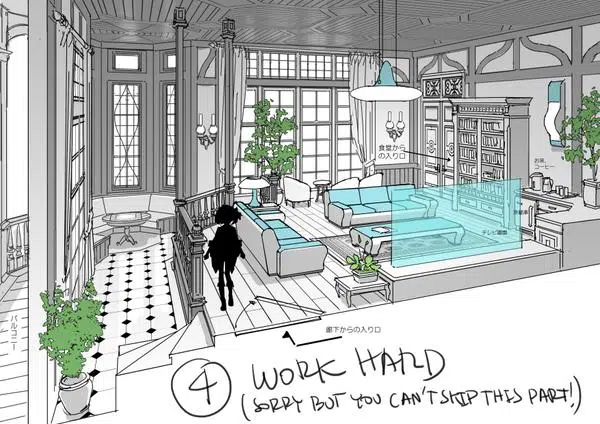 食堂から
の入り口
お茶、
コーヒー
テレビ画面
バルコニー
廊下からの入り口
④ WORK HARD
(SORRY BUT YOU CAN'T SKIP THIS PART!)